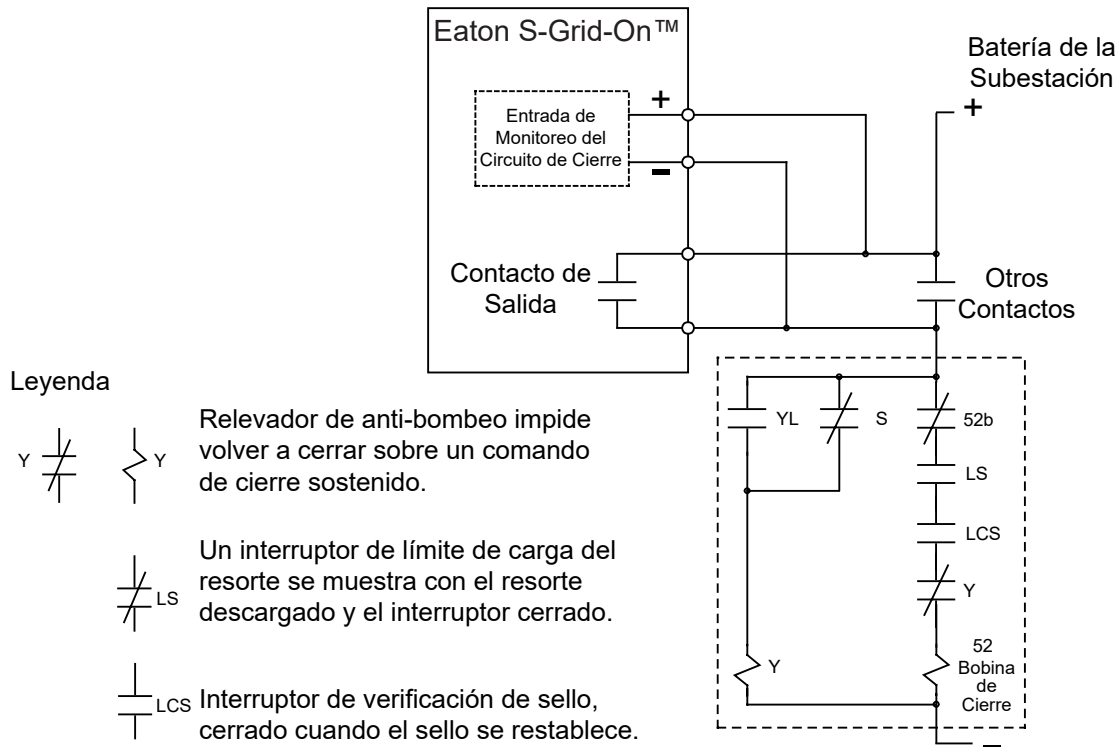 Eaton S-Grid-On™
Batería de la
Subestación
+
+
Entrada de
Monitoreo del
Circuito de Cierre
−
Contacto de
Salida
Otros
Contactos
Leyenda
Y
Y
Relevador de anti-bombeo impide
volver a cerrar sobre un comando
de cierre sostenido.
LS
Un interruptor de límite de carga del
resorte se muestra con el resorte
descargado y el interruptor cerrado.
LCS
Interruptor de verificación de sello,
cerrado cuando el sello se restablece.
YL
S
52b
LS
LCS
Y
Y
52
Bobina
de
Cierre
−